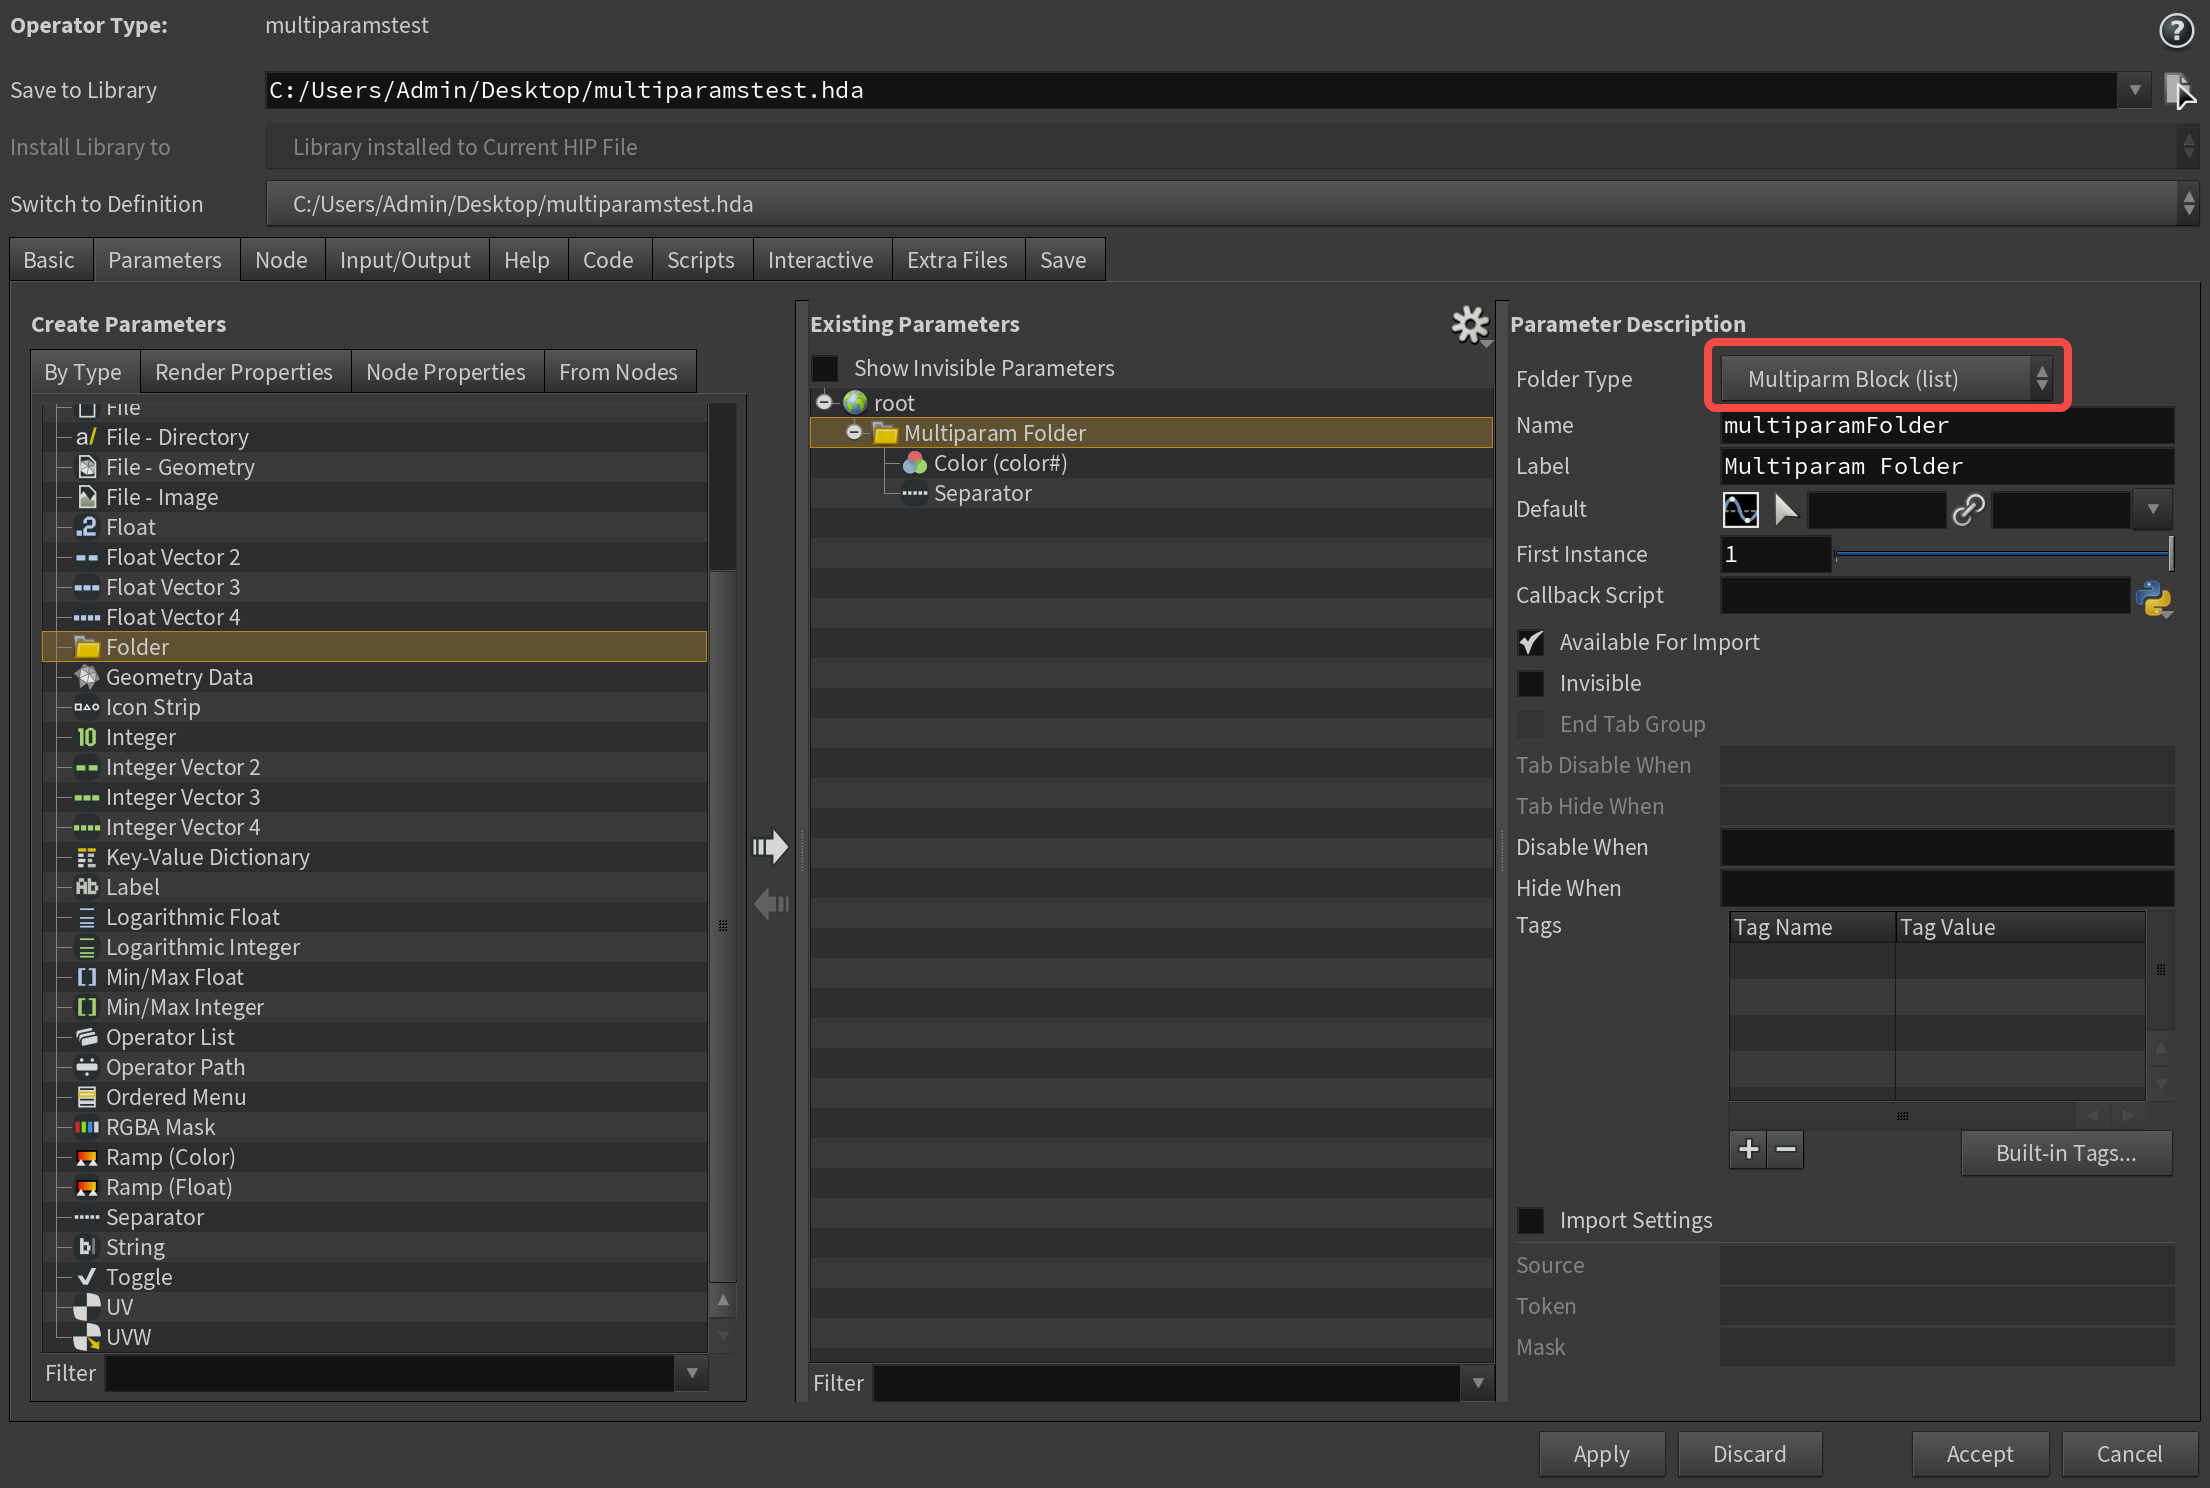 Operator Type: multiparamstest
Save to Library C:/Users/Admin/Desktop/multiparamstest.hda
Install Library to Library installed to Current HIP File
Switch to Definition C:/Users/Admin/Desktop/multiparamstest.hda
Basic Parameters Node Input/Output Help Code Scripts Interactive Extra Files Save
Create Parameters
By Type Render Properties Node Properties From Nodes
File
File - Directory
File - Geometry
File - Image
Float
Float Vector 2
Float Vector 3
Float Vector 4
Folder
Geometry Data
Icon Strip
Integer
Integer Vector 2
Integer Vector 3
Integer Vector 4
Key-Value Dictionary
Label
Logarithmic Float
Logarithmic Integer
Min/Max Float
Min/Max Integer
Operator List
Operator Path
Ordered Menu
RGBA Mask
Ramp (Color)
Ramp (Float)
Separator
String
Toggle
UV
UVW
Filter
Existing Parameters
Show Invisible Parameters
root
Multiparam Folder
Color (color#)
Separator
Filter
Parameter Description
Folder Type Multiparm Block (list)
Name multiparamFolder
Label Multiparam Folder
Default
First Instance 1
Callback Script
Available For Import
Invisible
End Tab Group
Tab Disable When
Tab Hide When
Disable When
Hide When
Tags Tag Name Tag Value
Built-in Tags...
Import Settings
Source
Token
Mask
Apply Discard Accept Cancel